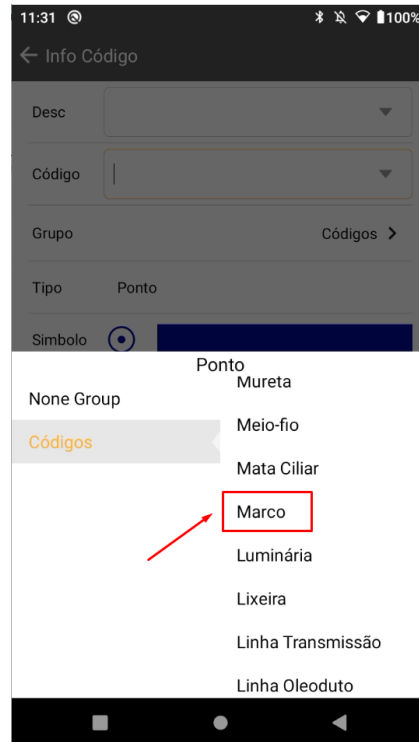 11:31 100%
Info Código
Desc
Código
Grupo Códigos
Tipo Ponto
Simbolo
Ponto
None Group
Códigos
Mureta
Meio-fio
Mata Ciliar
Marco
Luminária
Lixeira
Linha Transmissão
Linha Oleoduto